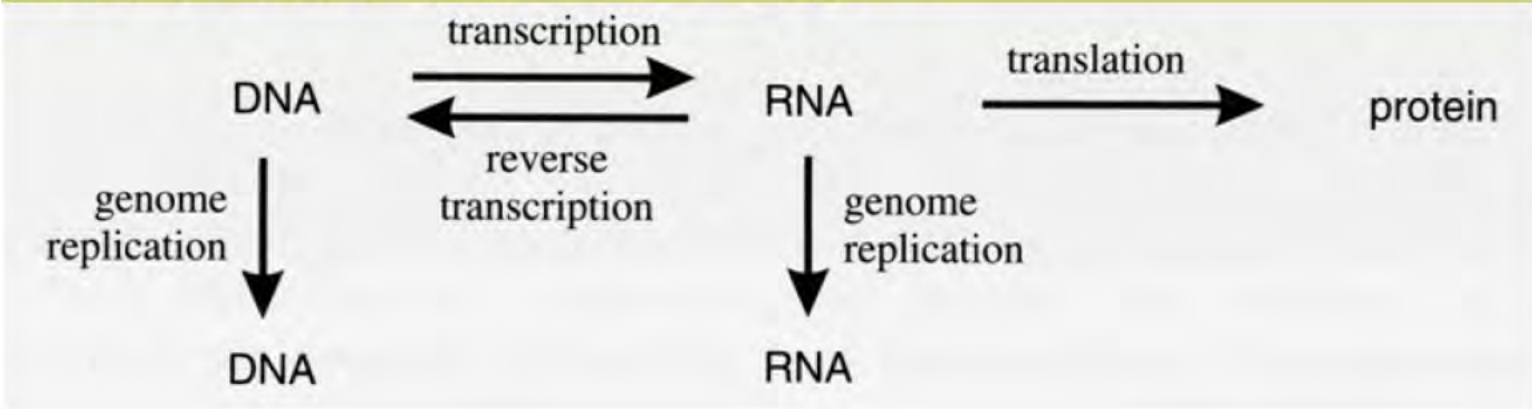 transcription
translation
DNA
RNA
protein
reverse
transcription
genome
replication
genome
replication
DNA
RNA